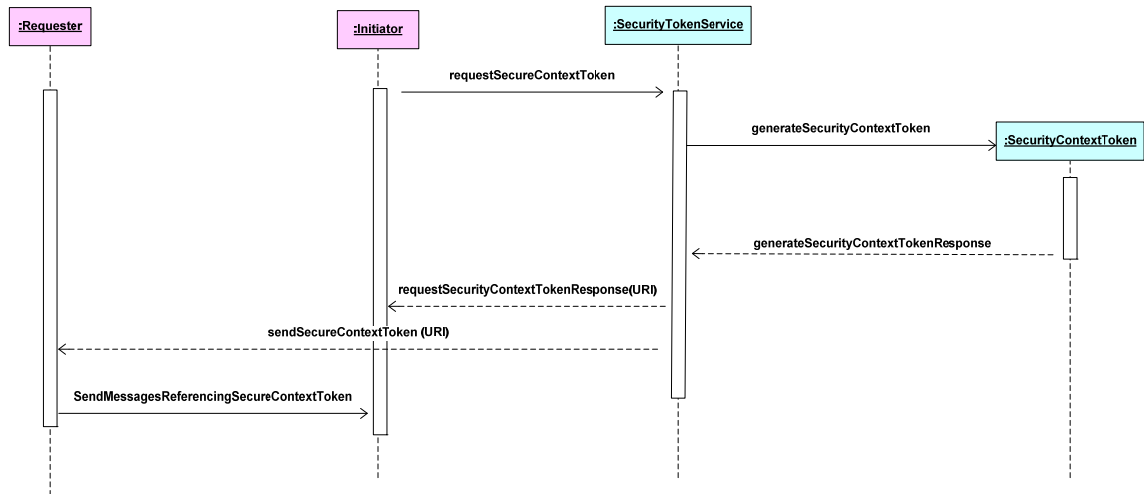 :Requester
:Initiator
:SecurityTokenService
requestSecureContextToken
generateSecurityContextToken
:SecurityContextToken
generateSecurityContextTokenResponse
requestSecurityContextTokenResponse(URI)
sendSecureContextToken (URI)
SendMessagesReferencingSecureContextToken